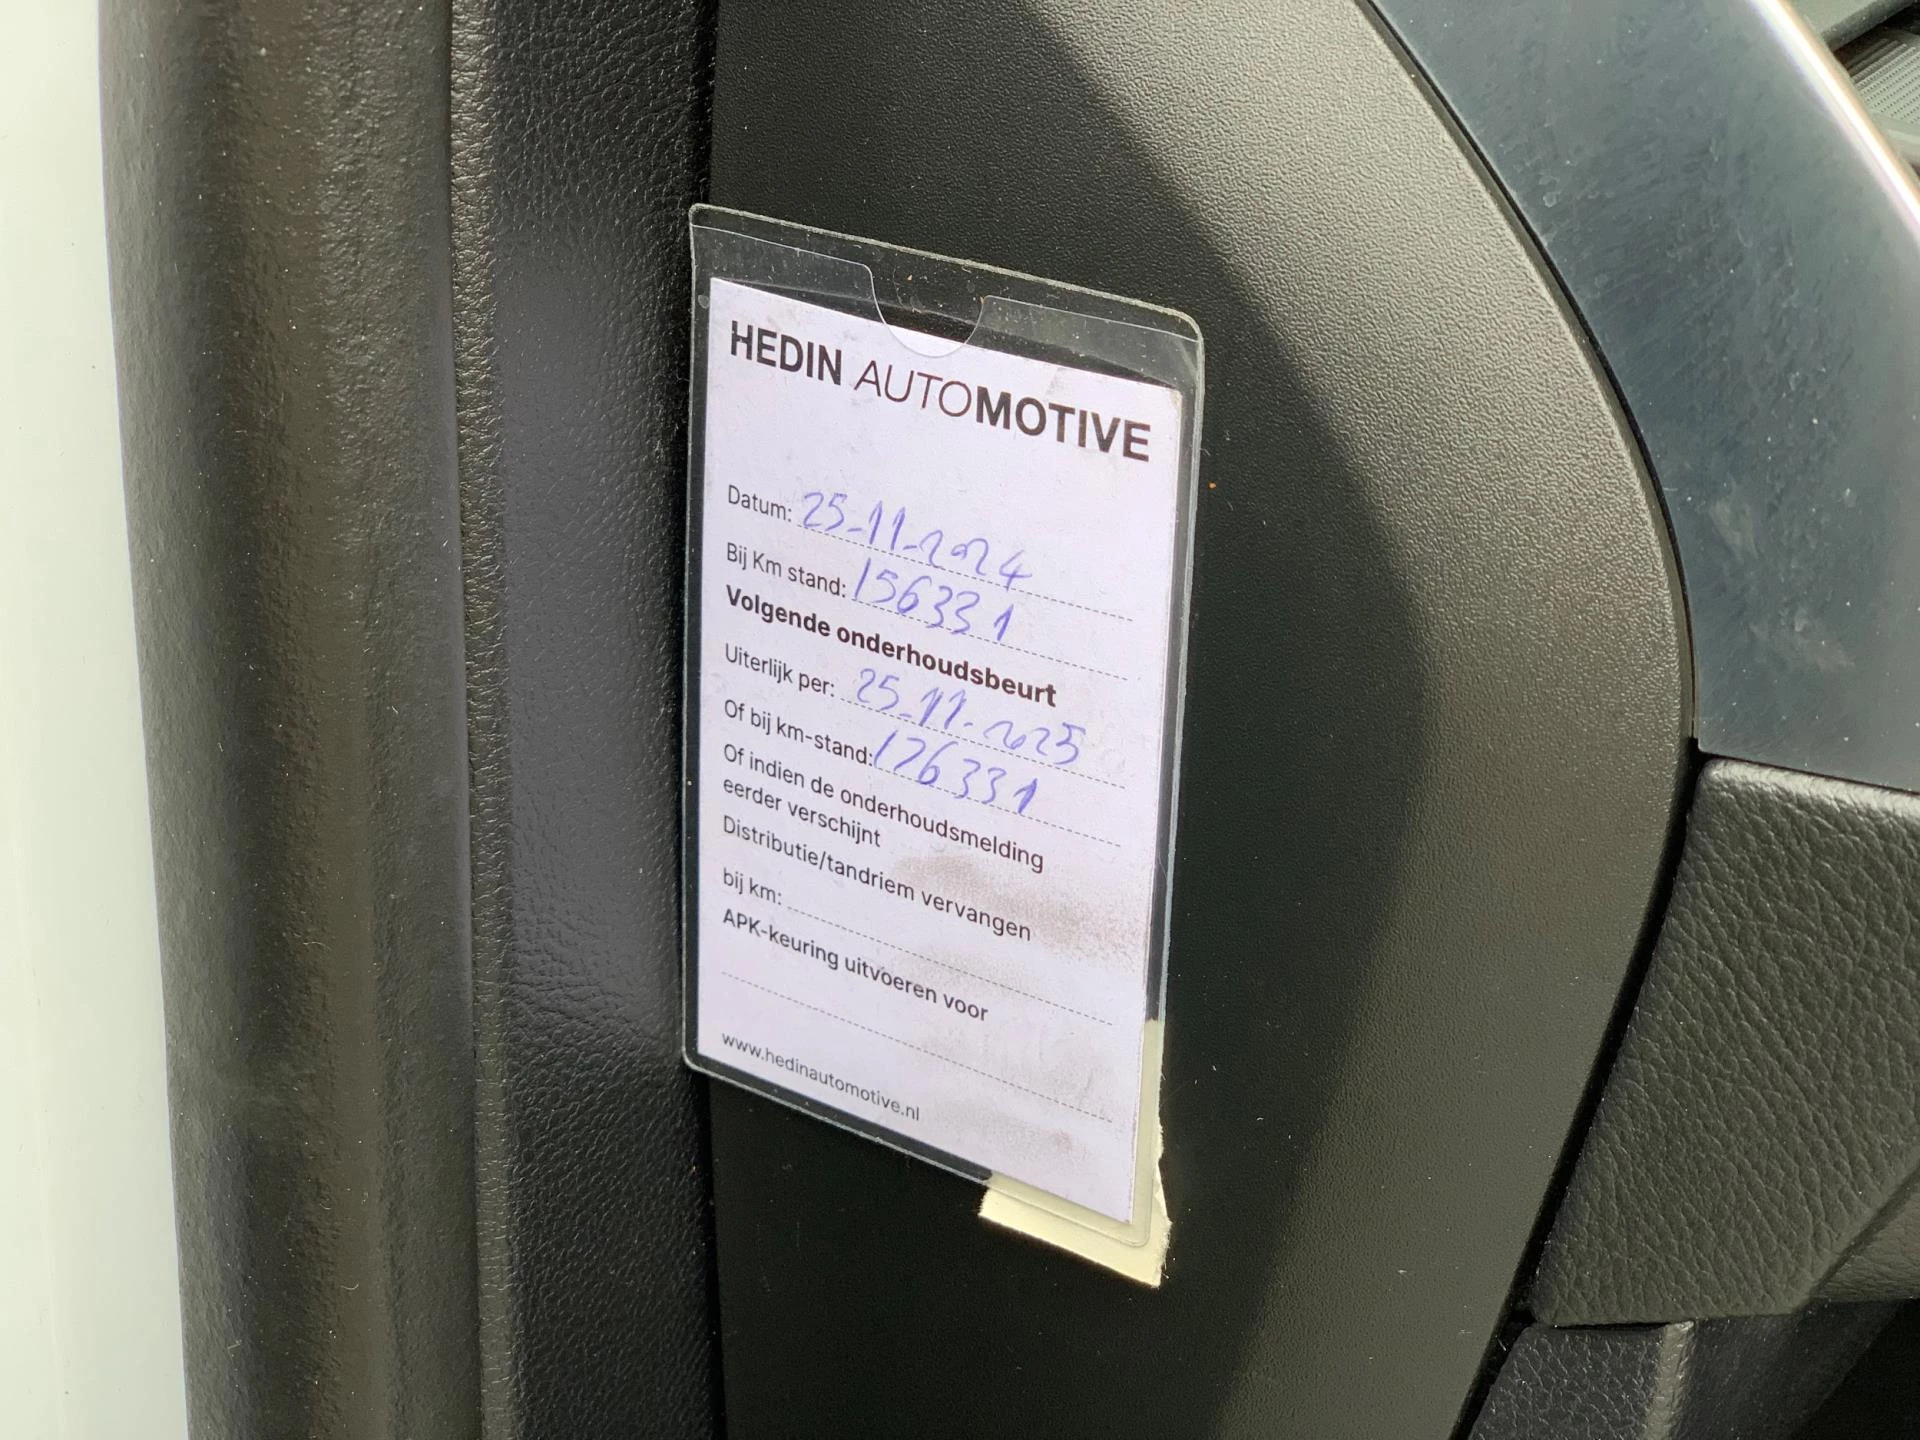 HEDIN AUTOMOTIVE
Datum: 25-11-2024
Bij Km stand: 156331
Volgende onderhoudsbeurt
Uiterlijk per: 25-11-2025
Of bij km-stand: 176331
Of indien de onderhoudsmelding
eerder verschijnt
Distributie/tandriem vervangen
bij km:
APK-keuring uitvoeren voor
www.hedinautomotive.nl